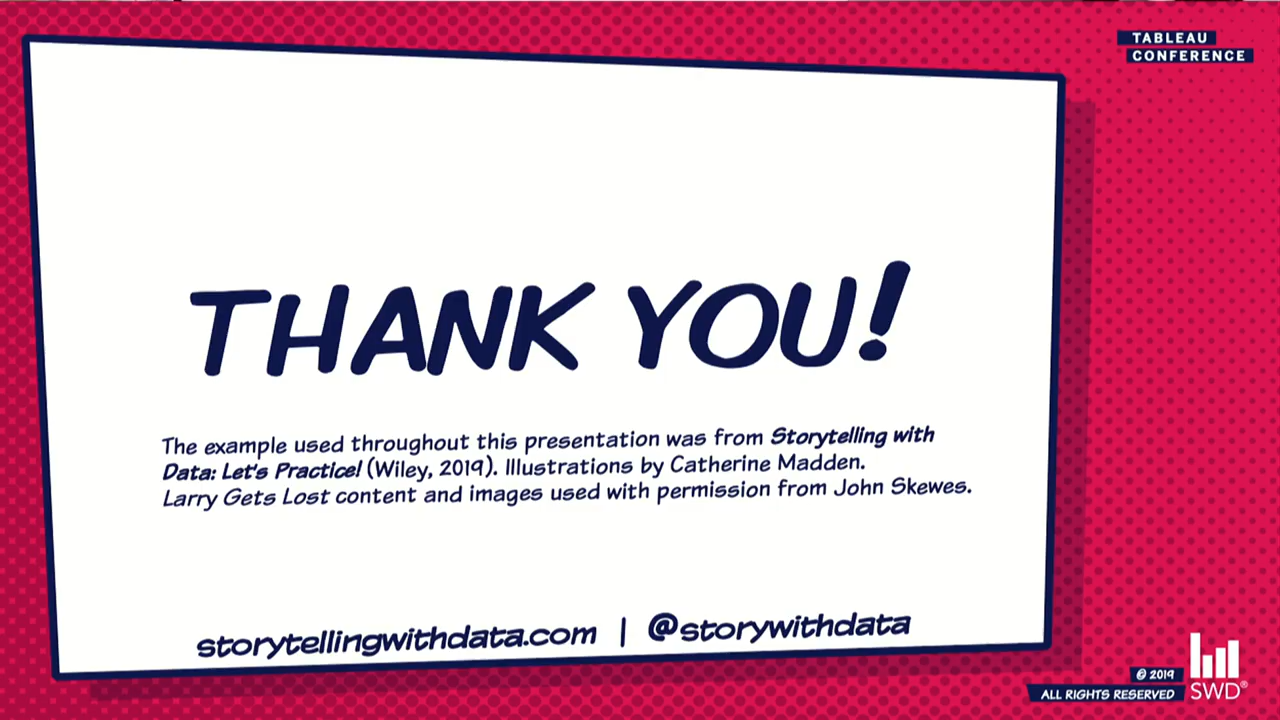 TABLEAU
CONFERENCE
THANK YOU!
The example used throughout this presentation was from Storytelling with
Data: Let's Practice! (Wiley, 2019). Illustrations by Catherine Madden.
Larry Gets Lost content and images used with permission from John Skewes.
storytellingwithdata.com | @storywithdata
© 2019
ALL RIGHTS RESERVED
SWD®